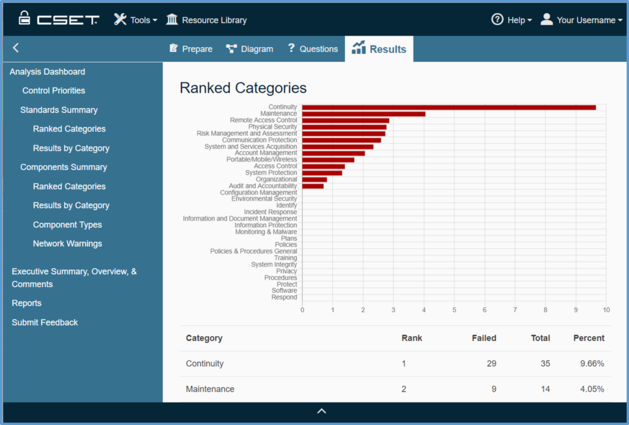 CSET Tools Resource Library Help Your Username
Prepare Diagram ? Questions Results
Analysis Dashboard
Control Priorities
Standards Summary
Ranked Categories
Results by Category
Components Summary
Ranked Categories
Results by Category
Component Types
Network Warnings
Executive Summary, Overview, &
Comments
Reports
Submit Feedback
Ranked Categories
Continuity
Maintenance
Remote Access Control
Physical Security
Risk Management and Assessment
Communication Protection
System and Services Acquisition
Account Management
Portable/Mobile/Wireless
Access Control
System Protection
Organizational
Audit and Accountability
Configuration Management
Environmental Security
Identify
Incident Response
Information and Document Management
Information Protection
Monitoring & Malware
Plans
Policies
Policies & Procedures General
Training
System Integrity
Privacy
Procedures
Protect
Software
Respond
0 1 2 3 4 5 6 7 8 9 10
Category Rank Failed Total Percent
Continuity 1 29 35 9.66%
Maintenance 2 9 14 4.05%